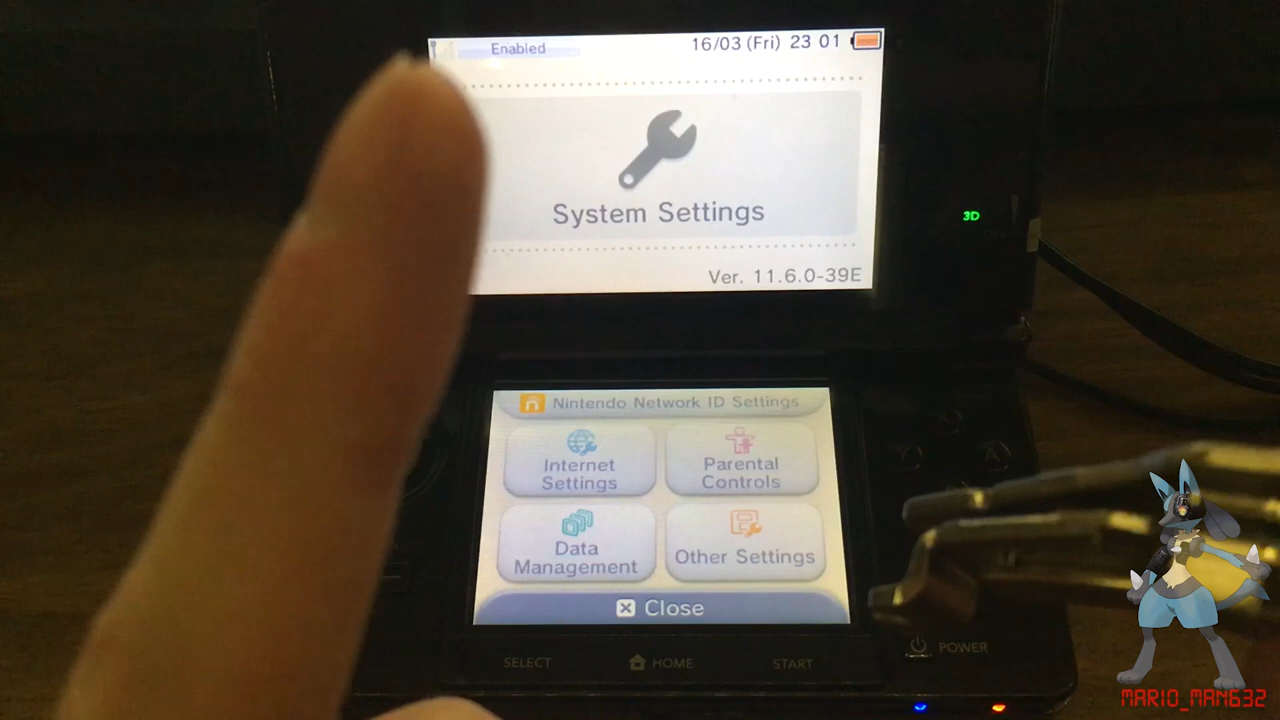 Enabled
16/03 (Fri) 23 01
System Settings
3D
Ver. 11.6.0-39E
Nintendo Network ID Settings
Internet
Settings
Parental
Controls
Data
Management
Other Settings
X Close
Y
A
SELECT
HOME
START
POWER
MARIO_MAN632